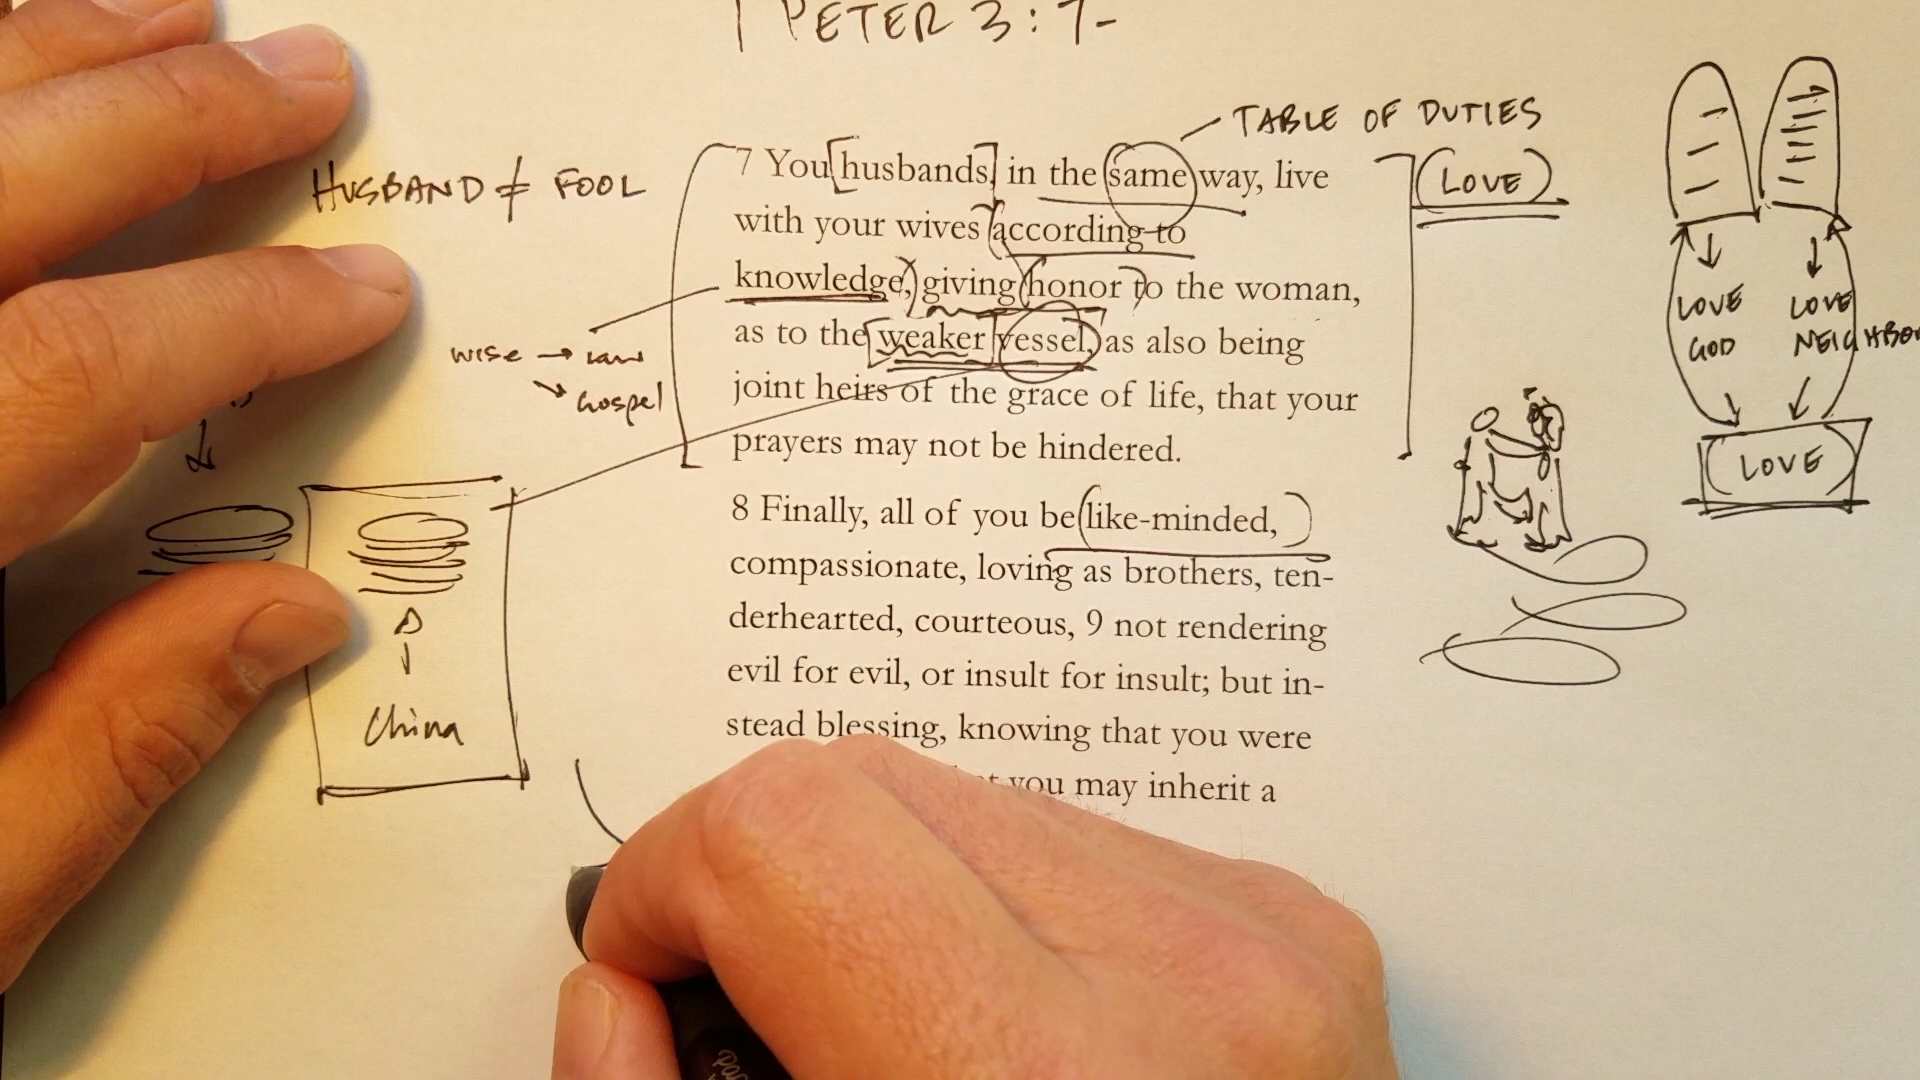 1 PETER 3:7-
TABLE OF DUTIES
HUSBAND ≠ FOOL
7 You husbands, in the same way, live
with your wives according to
knowledge, giving honor to the woman,
as to the weaker vessel, as also being
joint heirs of the grace of life, that your
prayers may not be hindered.
8 Finally, all of you be like-minded,
compassionate, loving as brothers, ten-
derhearted, courteous, 9 not rendering
evil for evil, or insult for insult; but in-
stead blessing, knowing that you were
you may inherit a
wise → law
gospel
China
(LOVE)
LOVE
GOD
LOVE
NEIGHBOR
LOVE